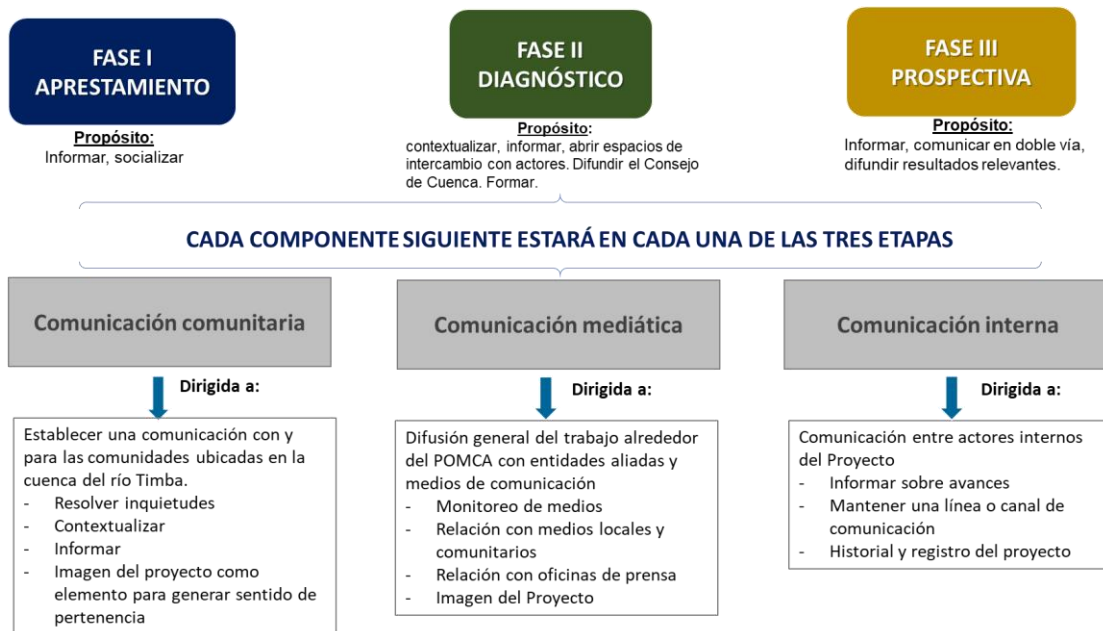 FASE I
APRESTAMIENTO
Propósito:
Informar, socializar
FASE II
DIAGNÓSTICO
Propósito:
contextualizar, informar, abrir espacios de
intercambio con actores. Difundir el Consejo
de Cuenca. Formar.
FASE III
PROSPECTIVA
Propósito:
Informar, comunicar en doble vía,
difundir resultados relevantes.
CADA COMPONENTE SIGUIENTE ESTARÁ EN CADA UNA DE LAS TRES ETAPAS
Comunicación comunitaria
Dirigida a:
Establecer una comunicación con y
para las comunidades ubicadas en la
cuenca del río Timba.
- Resolver inquietudes
- Contextualizar
- Informar
- Imagen del proyecto como
elemento para generar sentido de
pertenencia
Comunicación mediática
Dirigida a:
Difusión general del trabajo alrededor
del POMCA con entidades aliadas y
medios de comunicación
- Monitoreo de medios
- Relación con medios locales y
comunitarios
- Relación con oficinas de prensa
- Imagen del Proyecto
Comunicación interna
Dirigida a:
Comunicación entre actores internos
del Proyecto
- Informar sobre avances
- Mantener una línea o canal de
comunicación
- Historial y registro del proyecto